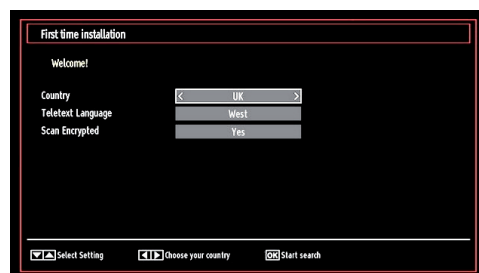 First time installation
Welcome!
Country < UK >
Teletext Language West
Scan Encrypted Yes
Select Setting Choose your country OK Start search